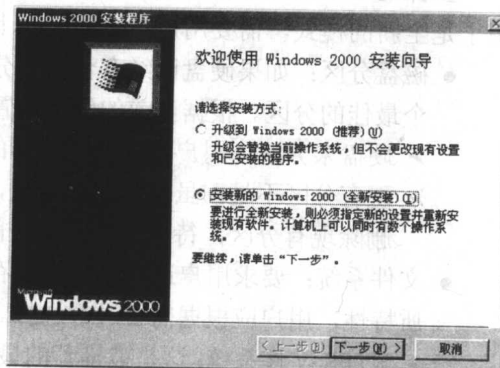 Windows 2000 安装程序
欢迎使用 Windows 2000 安装向导
请选择安装方式:
升级到 Windows 2000 (推荐)(U)
升级会替换当前操作系统，但不会更改现有设置
和已安装的程序。
安装新的 Windows 2000 (全新安装)(I)
要进行全新安装，则必须指定新的设置并重新安
装现有软件。计算机上可以同时有数个操作系
统。
要继续，请单击“下一步”。
Microsoft
Windows 2000
<上一步(B)
下一步(N) >
取消